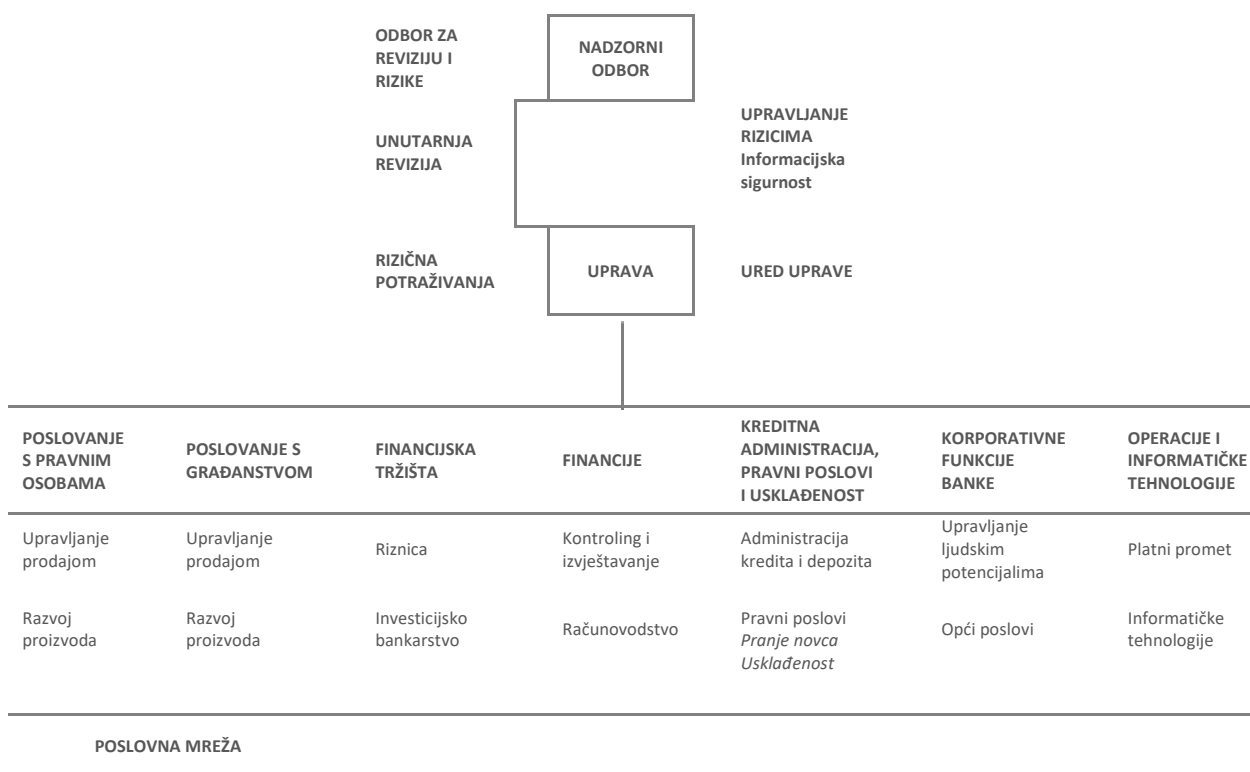 ODBOR ZA
REVIZIJU I
RIZIKE
NADZORNI
ODBOR
UNUTARNJA
REVIZIJA
UPRAVLJANJE
RIZICIMA
Informacijska
sigurnost
RIZIČNA
POTRAŽIVANJA
UPRAVA
URED UPRAVE
POSLOVANJE
S PRAVNIM
OSOBAMA
POSLOVANJE S
GRAĐANSTVOM
FINANCIJSKA
TRŽIŠTA
FINANCIJE
KREDITNA
ADMINISTRACIJA,
PRAVNI POSLOVI
I USKLAĐENOST
KORPORATIVNE
FUNKCIJE
BANKE
OPERACIJE I
INFORMATIČKE
TEHNOLOGIJE
Upravljanje
prodajom
Upravljanje
prodajom
Riznica
Kontroling i
izvještavanje
Administracija
kredita i depozita
Upravljanje
ljudskim
potencijalima
Platni promet
Razvoj
proizvoda
Razvoj
proizvoda
Investicijsko
bankarstvo
Računovodstvo
Pravni poslovi
Pranje novca
Usklađenost
Opći poslovi
Informatičke
tehnologije
POSLOVNA MREŽA